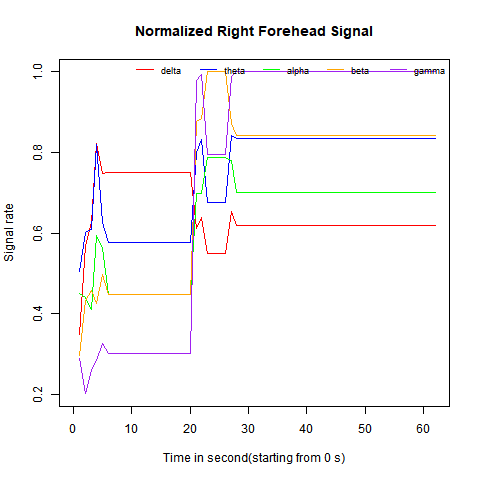 Normalized Right Forehead Signal
delta theta alpha beta gamma
1.0
0.8
0.6
0.4
0.2
Signal rate
0 10 20 30 40 50 60
Time in second(starting from 0 s)